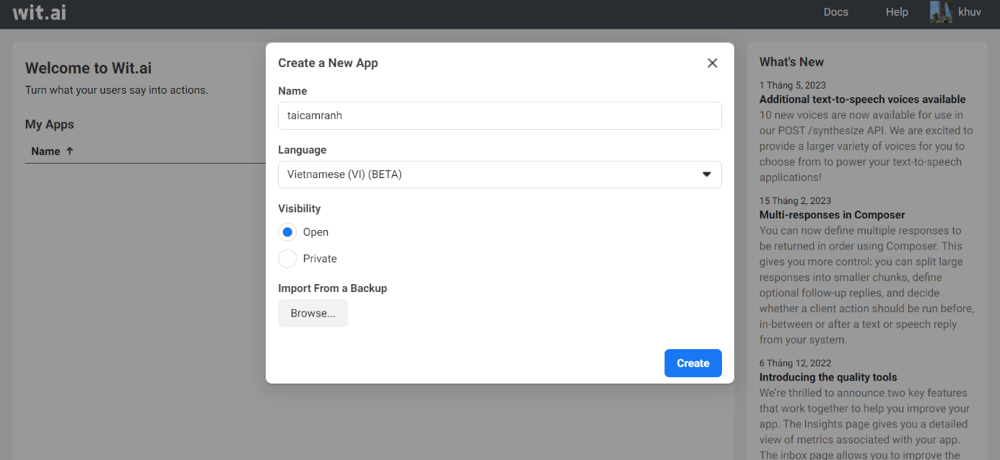 wit.ai
Docs
Help
khuv
Welcome to Wit.ai
Turn what your users say into actions.
My Apps
Name ↑
Create a New App
Name
taicamranh
Language
Vietnamese (VI) (BETA)
Visibility
Open
Private
Import From a Backup
Browse...
Create
What's New
1 Tháng 5, 2023
Additional text-to-speech voices available
10 new voices are now available for use in
our POST /synthesize API. We are excited to
provide a larger variety of voices for you to
choose from to power your text-to-speech
applications!
15 Tháng 2, 2023
Multi-responses in Composer
You can now define multiple responses to
be returned in order using Composer. This
gives you more control: you can split large
responses into smaller chunks, define
optional follow-up replies, and decide
whether a client action should be run before,
in-between or after a text or speech reply
from your system.
6 Tháng 12, 2022
Introducing the quality tools
We’re thrilled to announce two key features
that work together to help you improve your
app. The Insights page gives you a detailed
view of metrics associated with your app.
The inbox page allows you to improve the